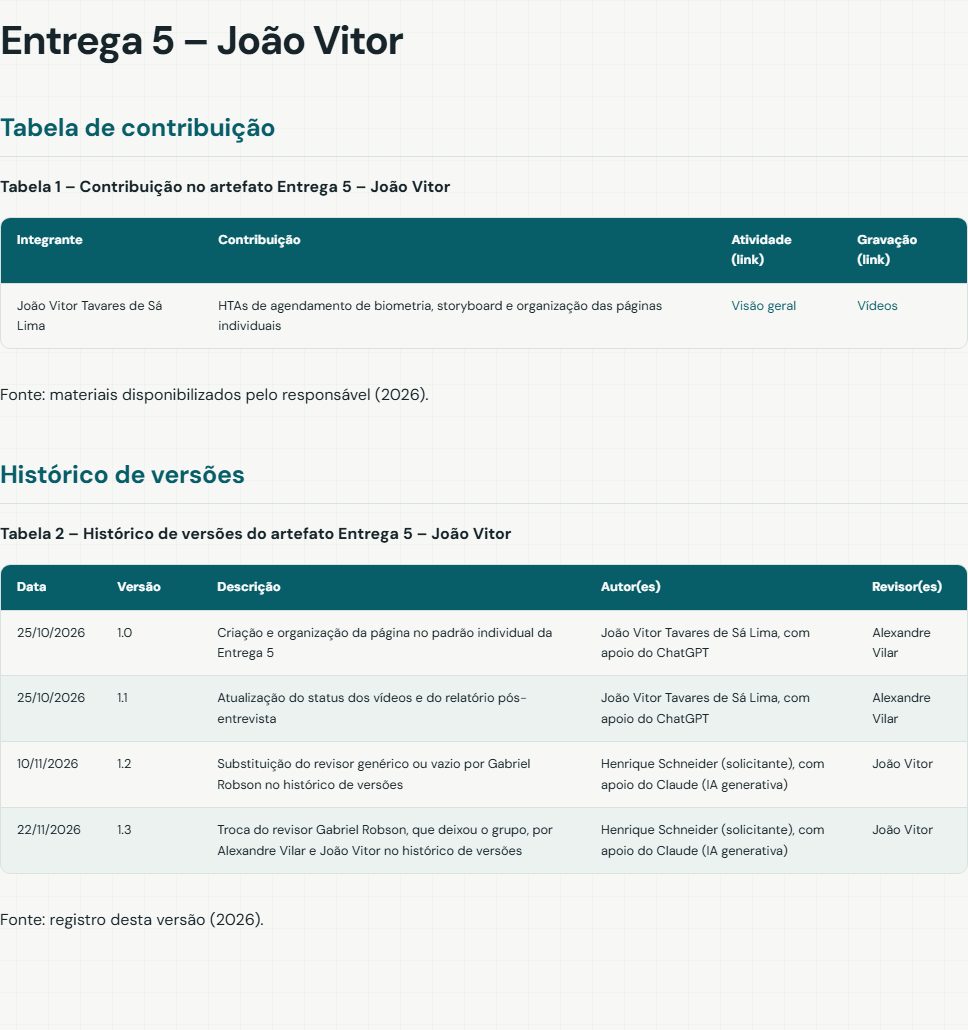 Entrega 5 – João Vitor
Tabela de contribuição
Tabela 1 – Contribuição no artefato Entrega 5 – João Vitor
Integrante Contribuição Atividade (link) Gravação (link)
João Vitor Tavares de Sá Lima HTAs de agendamento de biometria, storyboard e organização das páginas individuais Visão geral Vídeos
Fonte: materiais disponibilizados pelo responsável (2026).
Histórico de versões
Tabela 2 – Histórico de versões do artefato Entrega 5 – João Vitor
Data Versão Descrição Autor(es) Revisor(es)
25/10/2026 1.0 Criação e organização da página no padrão individual da Entrega 5 João Vitor Tavares de Sá Lima, com apoio do ChatGPT Alexandre Vilar
25/10/2026 1.1 Atualização do status dos vídeos e do relatório pós-entrevista João Vitor Tavares de Sá Lima, com apoio do ChatGPT Alexandre Vilar
10/11/2026 1.2 Substituição do revisor genérico ou vazio por Gabriel Robson no histórico de versões Henrique Schneider (solicitante), com apoio do Claude (IA generativa) João Vitor
22/11/2026 1.3 Troca do revisor Gabriel Robson, que deixou o grupo, por Alexandre Vilar e João Vitor no histórico de versões Henrique Schneider (solicitante), com apoio do Claude (IA generativa) João Vitor
Fonte: registro desta versão (2026).